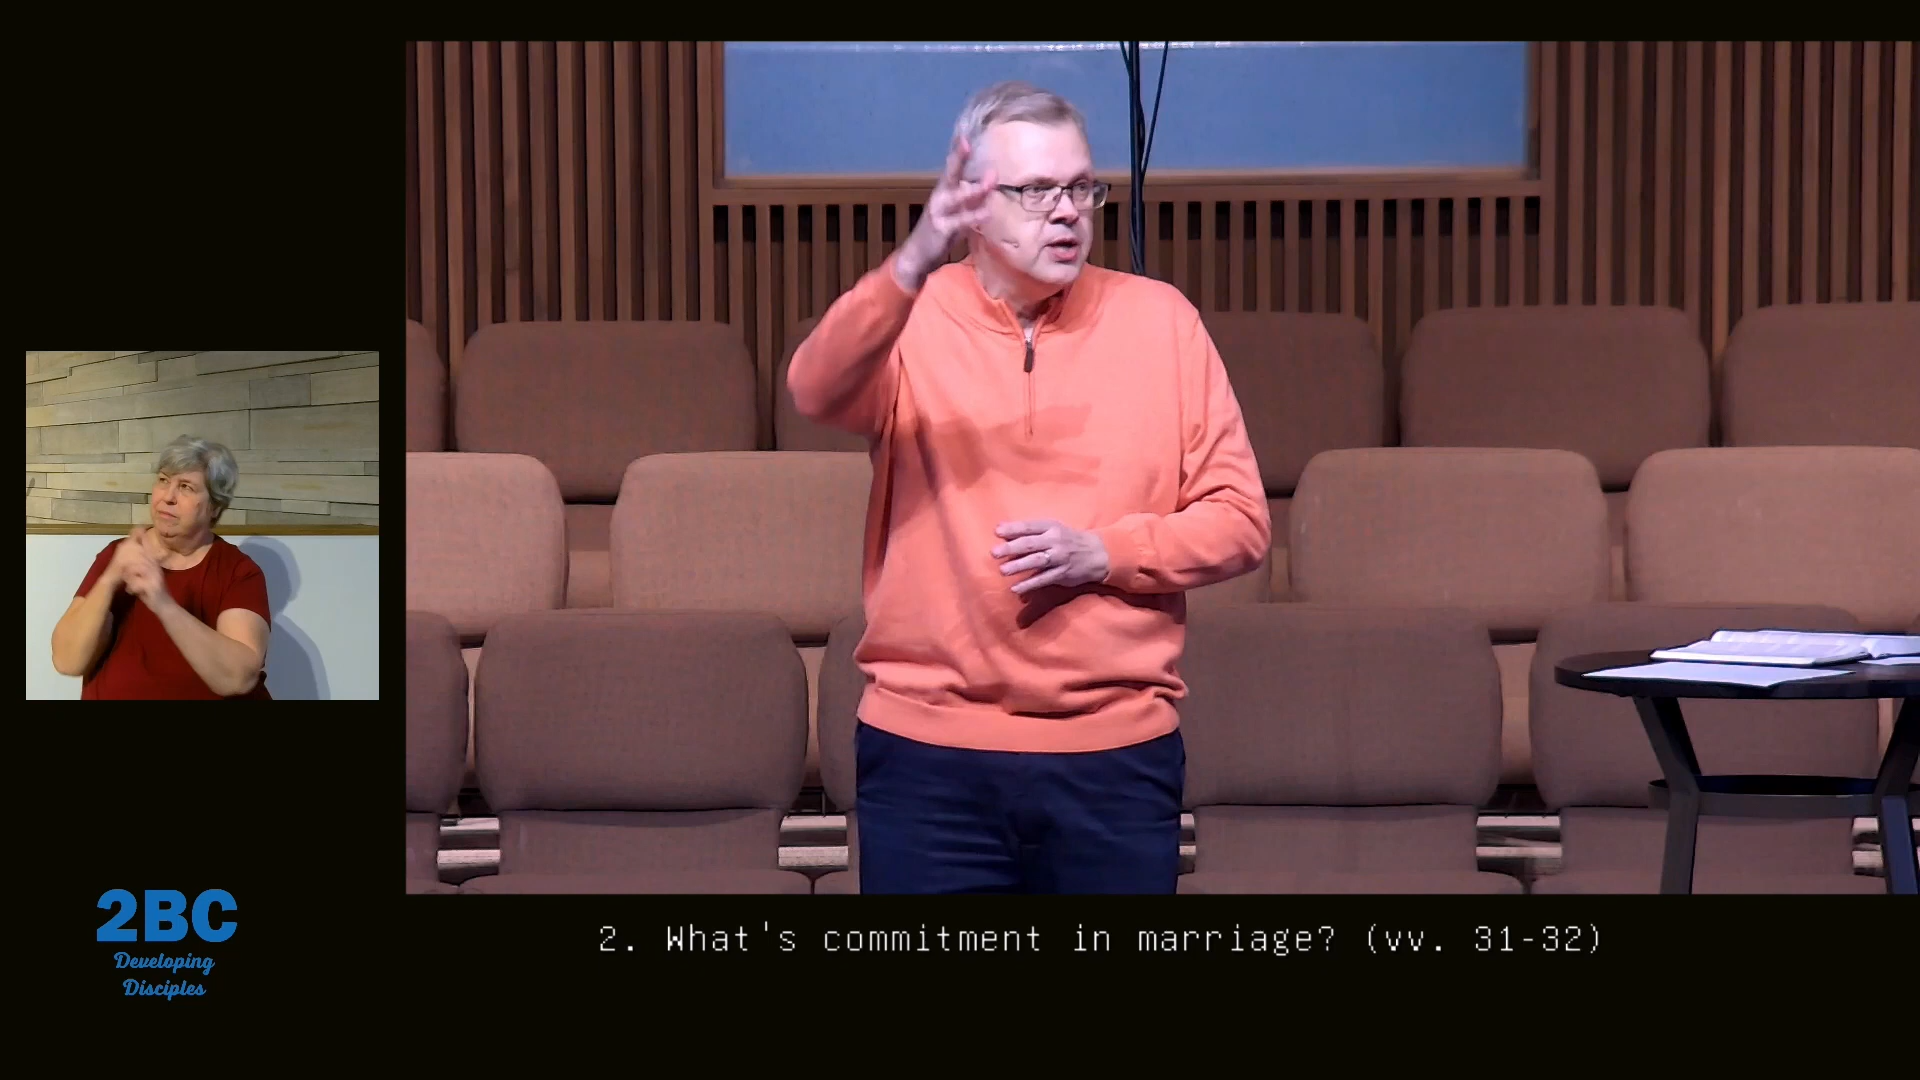 2BC
Developing
Disciples
2. What's commitment in marriage? (vv. 31-32)